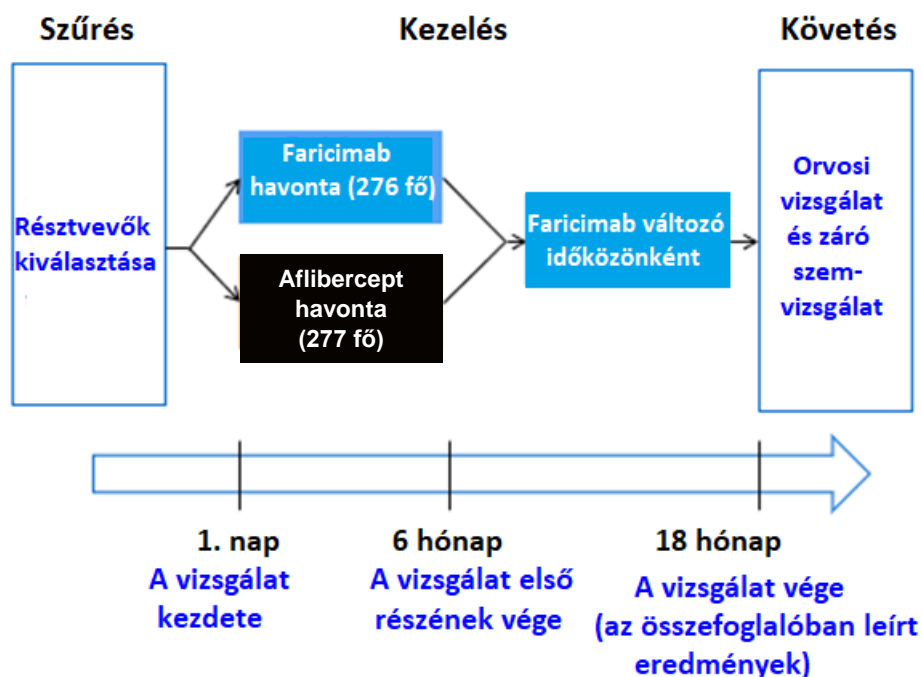 Szűrés
Kezelés
Követés
Résztvevők
kiválasztása
Faricimab
havonta (276 fő)
Aflibercept
havonta
(277 fő)
Faricimab változó
időközönként
Orvosi
vizsgálat
és záró
szem-
vizsgálat
1. nap
A vizsgálat
kezdete
6 hónap
A vizsgálat első
részének vége
18 hónap
A vizsgálat vége
(az összefoglalóban leírt
eredmények)